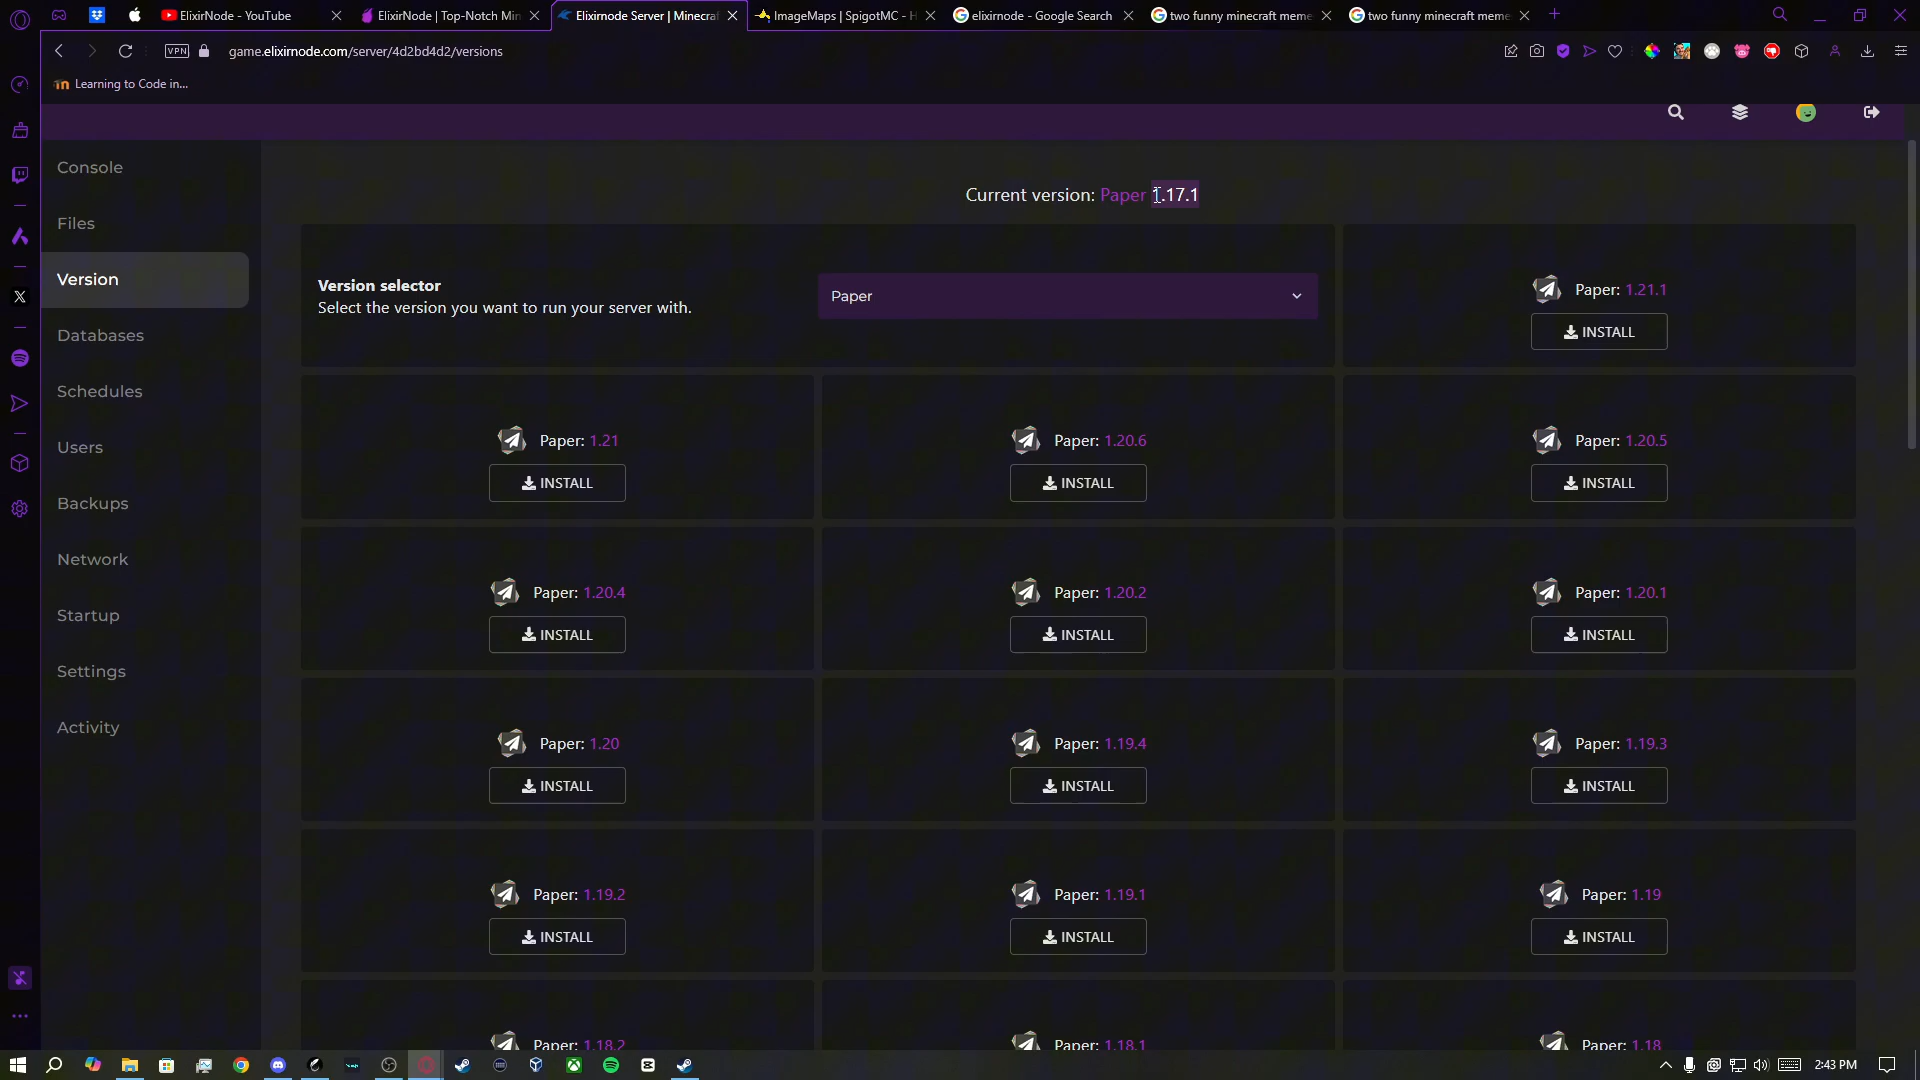 ElixirNode - YouTube
ElixirNode | Top-Notch Min
Elixirnode Server | Minecraf
ImageMaps | SpigotMC - H
elixirnode - Google Search
two funny minecraft meme
two funny minecraft meme
VPN
game.elixirnode.com/server/4d2bd4d2/versions
Learning to Code in...
Console
Files
Version
Databases
Schedules
Users
Backups
Network
Startup
Settings
Activity
Current version: Paper 1.17.1
Version selector
Select the version you want to run your server with.
Paper
Paper: 1.21.1
INSTALL
Paper: 1.21
INSTALL
Paper: 1.20.6
INSTALL
Paper: 1.20.5
INSTALL
Paper: 1.20.4
INSTALL
Paper: 1.20.2
INSTALL
Paper: 1.20.1
INSTALL
Paper: 1.20
INSTALL
Paper: 1.19.4
INSTALL
Paper: 1.19.3
INSTALL
Paper: 1.19.2
INSTALL
Paper: 1.19.1
INSTALL
Paper: 1.19
INSTALL
Paper: 1.18.2
Paper: 1.18.1
Paper: 1.18
2:43 PM